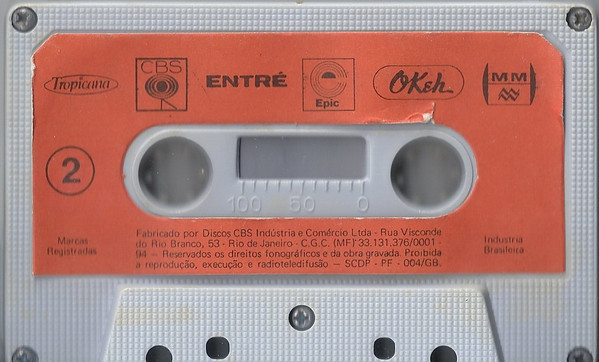 Tropicana
CBS
ENTRÉ
Epic
OKeh
MM
2
100 50 0
Marcas
Registradas
Fabricado por Discos CBS Indústria e Comércio Ltda - Rua Visconde
do Rio Branco, 53 - Rio de Janeiro - C.G.C. (MF) 33.131.376/0001 -
94 — Reservados os direitos fonográficos e da obra gravada. Proibida
a reprodução, execução e radioteledifusão — SCDP - PF - 004/GB.
Industria
Brasileira